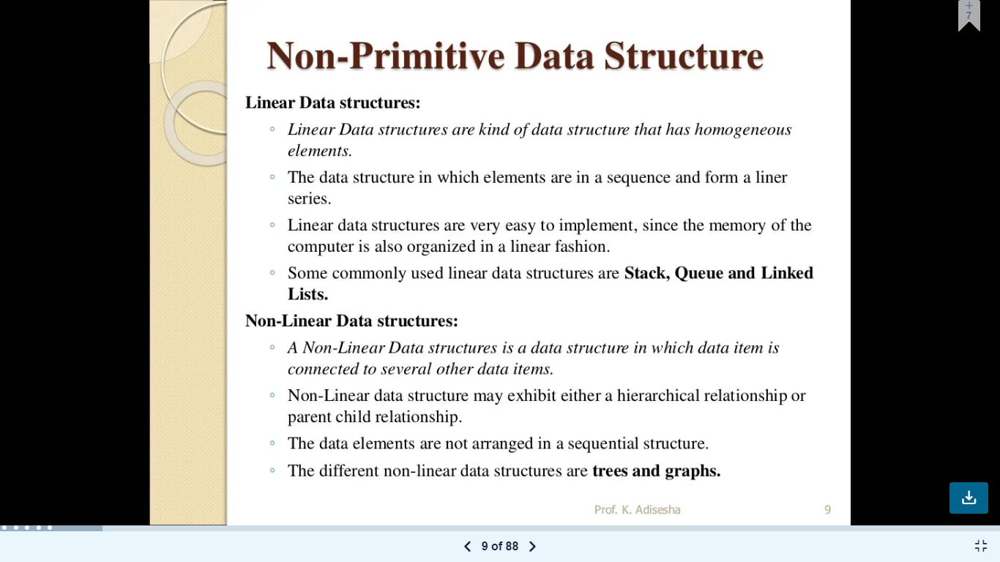 +
7
Non-Primitive Data Structure
Linear Data structures:
◦ Linear Data structures are kind of data structure that has homogeneous
elements.
◦ The data structure in which elements are in a sequence and form a liner
series.
◦ Linear data structures are very easy to implement, since the memory of the
computer is also organized in a linear fashion.
◦ Some commonly used linear data structures are Stack, Queue and Linked
Lists.
Non-Linear Data structures:
◦ A Non-Linear Data structures is a data structure in which data item is
connected to several other data items.
◦ Non-Linear data structure may exhibit either a hierarchical relationship or
parent child relationship.
◦ The data elements are not arranged in a sequential structure.
◦ The different non-linear data structures are trees and graphs.
Prof. K. Adisesha 9
9 of 88